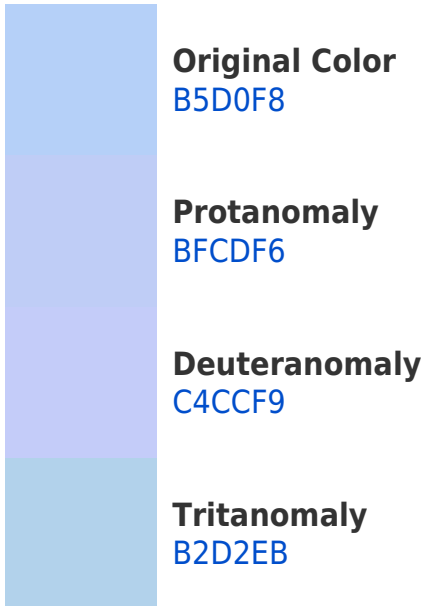 Original Color
B5D0F8
Protanomaly
BFCDF6
Deuteranomaly
C4CCF9
Tritanomaly
B2D2EB